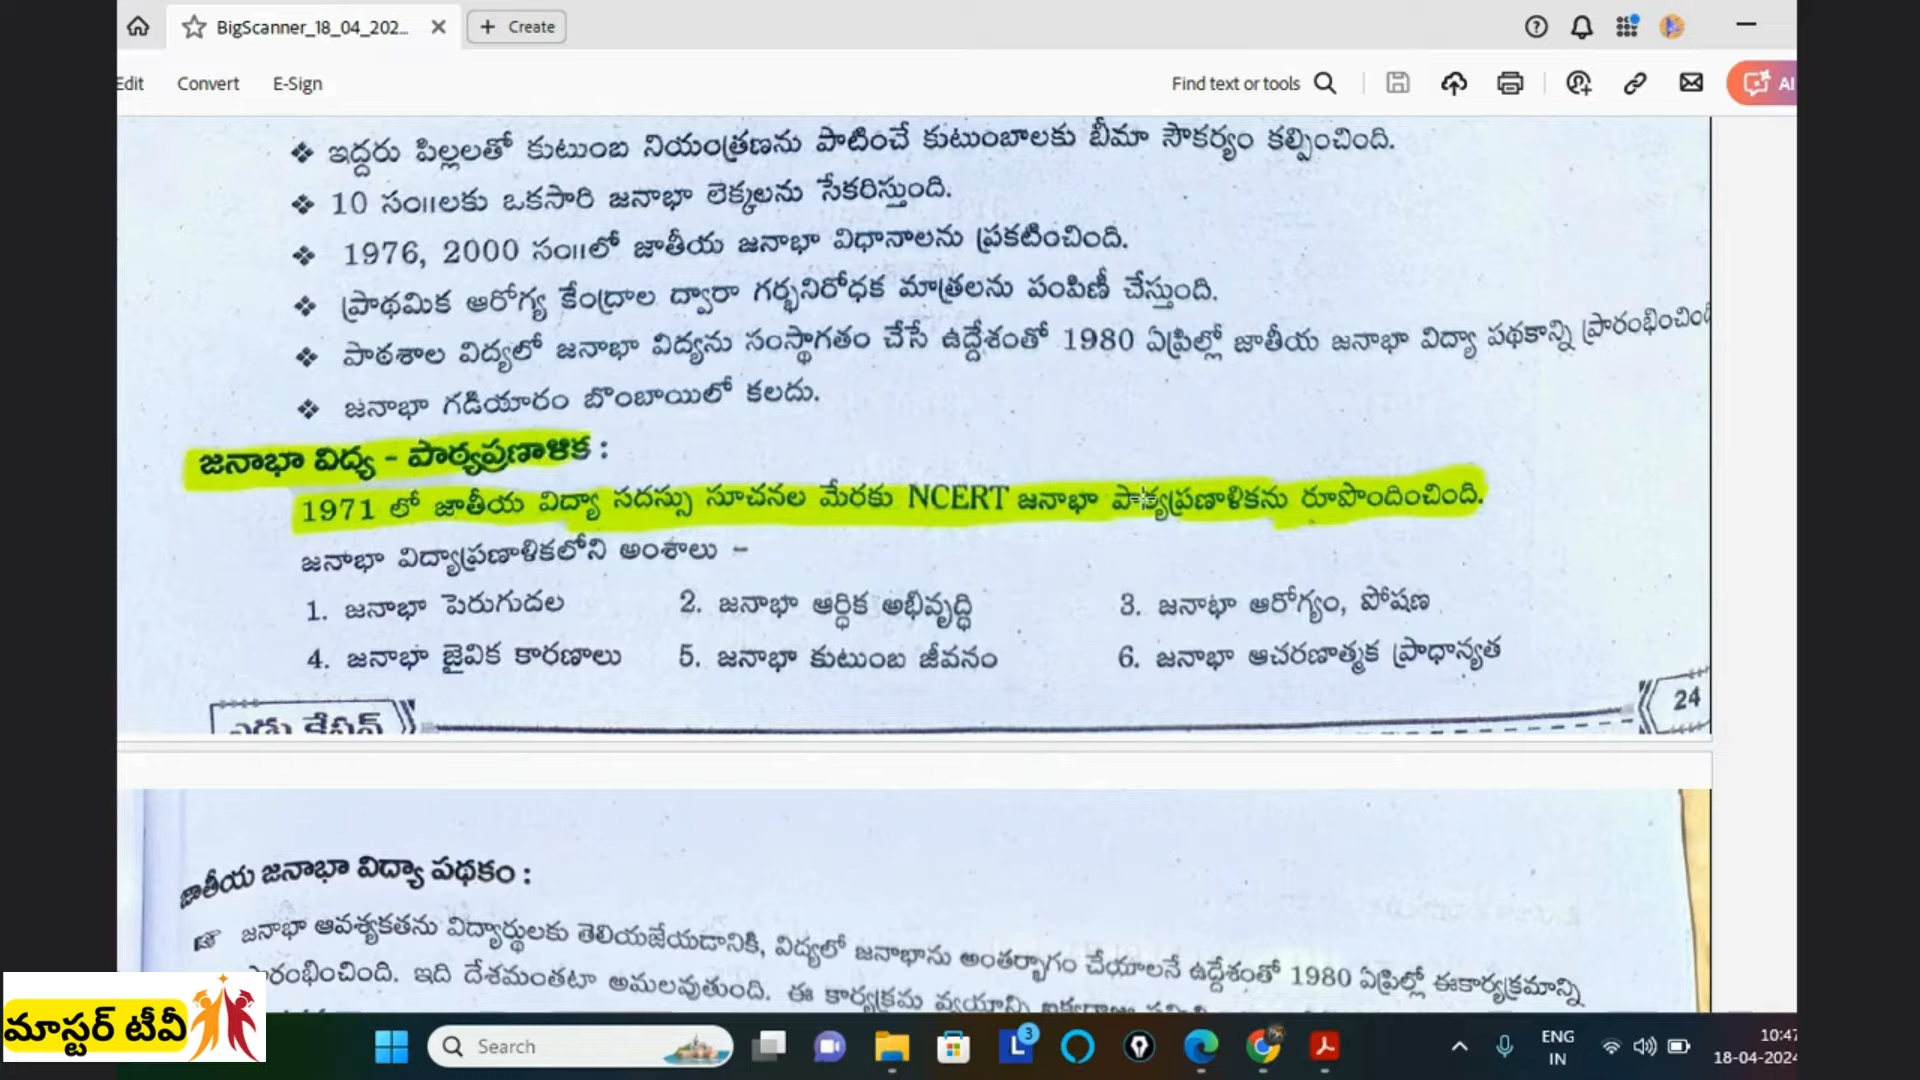 BigScanner_18_04_202...
Create
Edit
Convert
E-Sign
Find text or tools
AI
❖ ఇద్దరు పిల్లలతో కుటుంబ నియంత్రణను పాటించే కుటుంబాలకు బీమా సౌకర్యం కల్పించింది.
❖ 10 సం॥లకు ఒకసారి జనాభా లెక్కలను సేకరిస్తుంది.
❖ 1976, 2000 సం॥లో జాతీయ జనాభా విధానాలను ప్రకటించింది.
❖ ప్రాథమిక ఆరోగ్య కేంద్రాల ద్వారా గర్భనిరోధక మాత్రలను పంపిణీ చేస్తుంది.
❖ పాఠశాల విద్యలో జనాభా విద్యను సంస్థాగతం చేసే ఉద్దేశంతో 1980 ఏప్రిల్లో జాతీయ జనాభా విద్యా పథకాన్ని ప్రారంభించింది
❖ జనాభా గడియారం బొంబాయిలో కలదు.
జనాభా విద్య - పాఠ్యప్రణాళిక :
1971 లో జాతీయ విద్యా సదస్సు సూచనల మేరకు NCERT జనాభా పాఠ్యప్రణాళికను రూపొందించింది.
జనాభా విద్యాప్రణాళికలోని అంశాలు –
1. జనాభా పెరుగుదల 2. జనాభా ఆర్థిక అభివృద్ధి 3. జనాభా ఆరోగ్యం, పోషణ
4. జనాభా జైవిక కారణాలు 5. జనాభా కుటుంబ జీవనం 6. జనాభా ఆచరణాత్మక ప్రాధాన్యత
24
జాతీయ జనాభా విద్యా పథకం :
జనాభా ఆవశ్యకతను విద్యార్థులకు తెలియజేయడానికి, విద్యలో జనాభాను అంతర్భాగం చేయాలనే ఉద్దేశంతో 1980 ఏప్రిల్లో ఈకార్యక్రమాన్ని
రంభించింది. ఇది దేశమంతటా అమలవుతుంది. ఈ కార్యక్రమ వ్యయాన్ని
మాస్టర్ టీవీ
Search
3
ENG
IN
10:47
18-04-2024